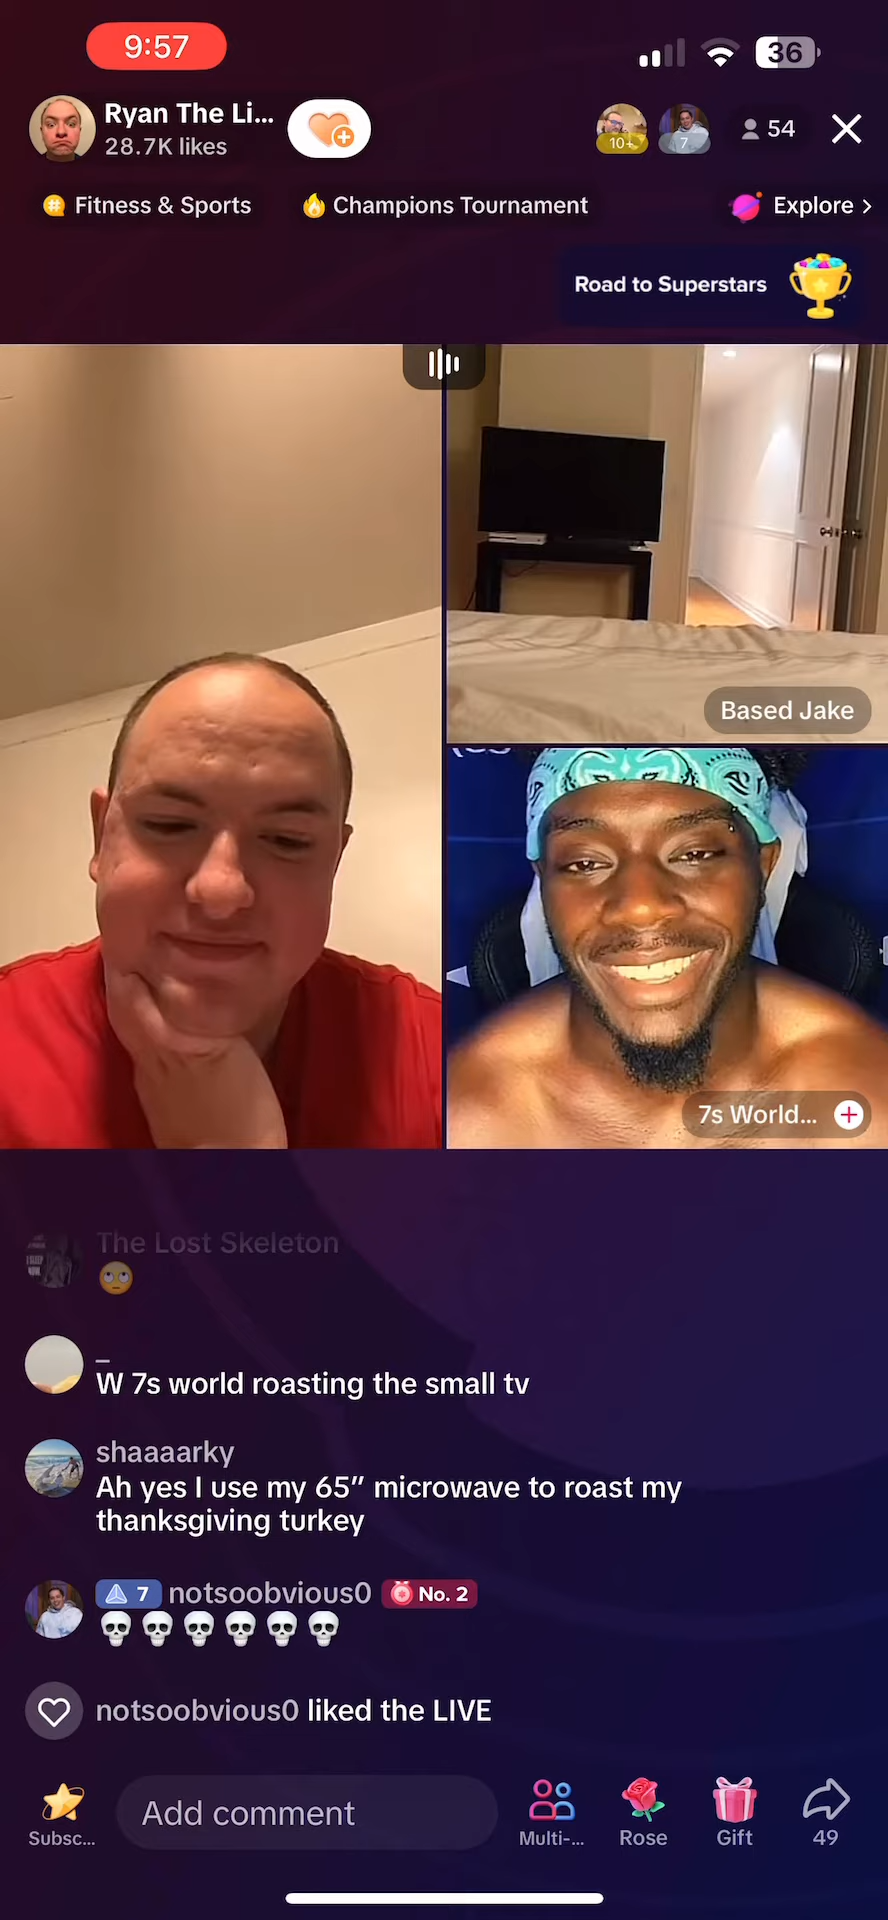 9:57
36
Ryan The Li...
28.7K likes
10+
7
54
Fitness & Sports
Champions Tournament
Explore >
Road to Superstars
Based Jake
7s World...
The Lost Skeleton
🙄
_
W 7s world roasting the small tv
shaaaarky
Ah yes I use my 65” microwave to roast my
thanksgiving turkey
7 notsoobvious0 No. 2
💀💀💀💀💀💀
notsoobvious0 liked the LIVE
Add comment
Subsc...
Multi-...
Rose
Gift
49